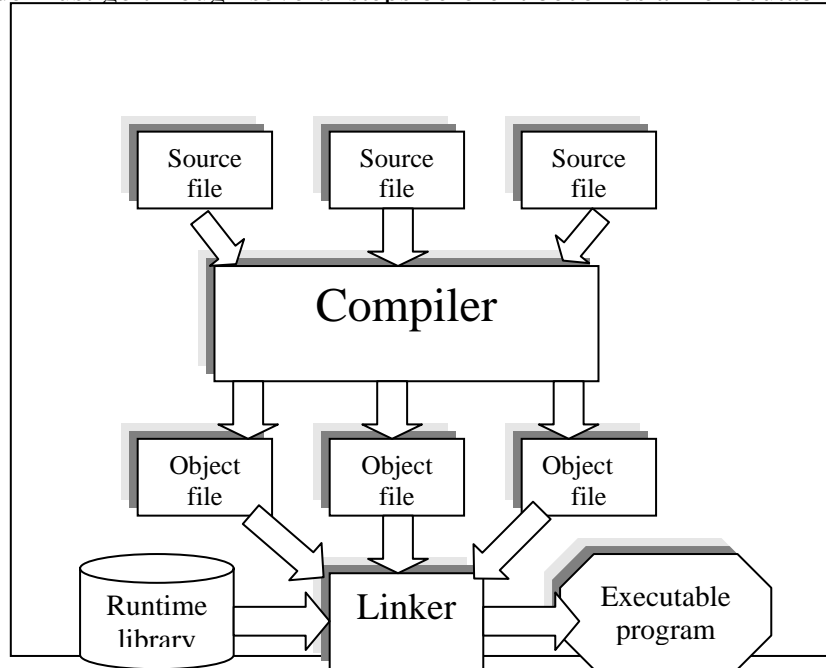 Source
file
Source
file
Source
file
Compiler
Object
file
Object
file
Object
file
Runtime
library
Linker
Executable
program